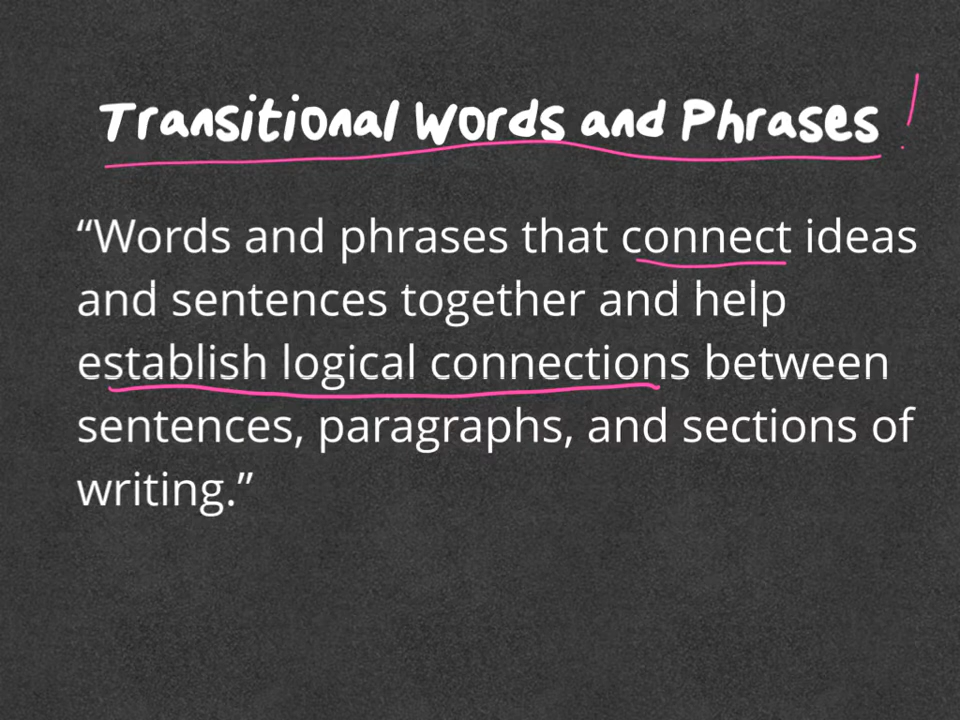 Transitional Words and Phrases !
“Words and phrases that connect ideas
and sentences together and help
establish logical connections between
sentences, paragraphs, and sections of
writing.”